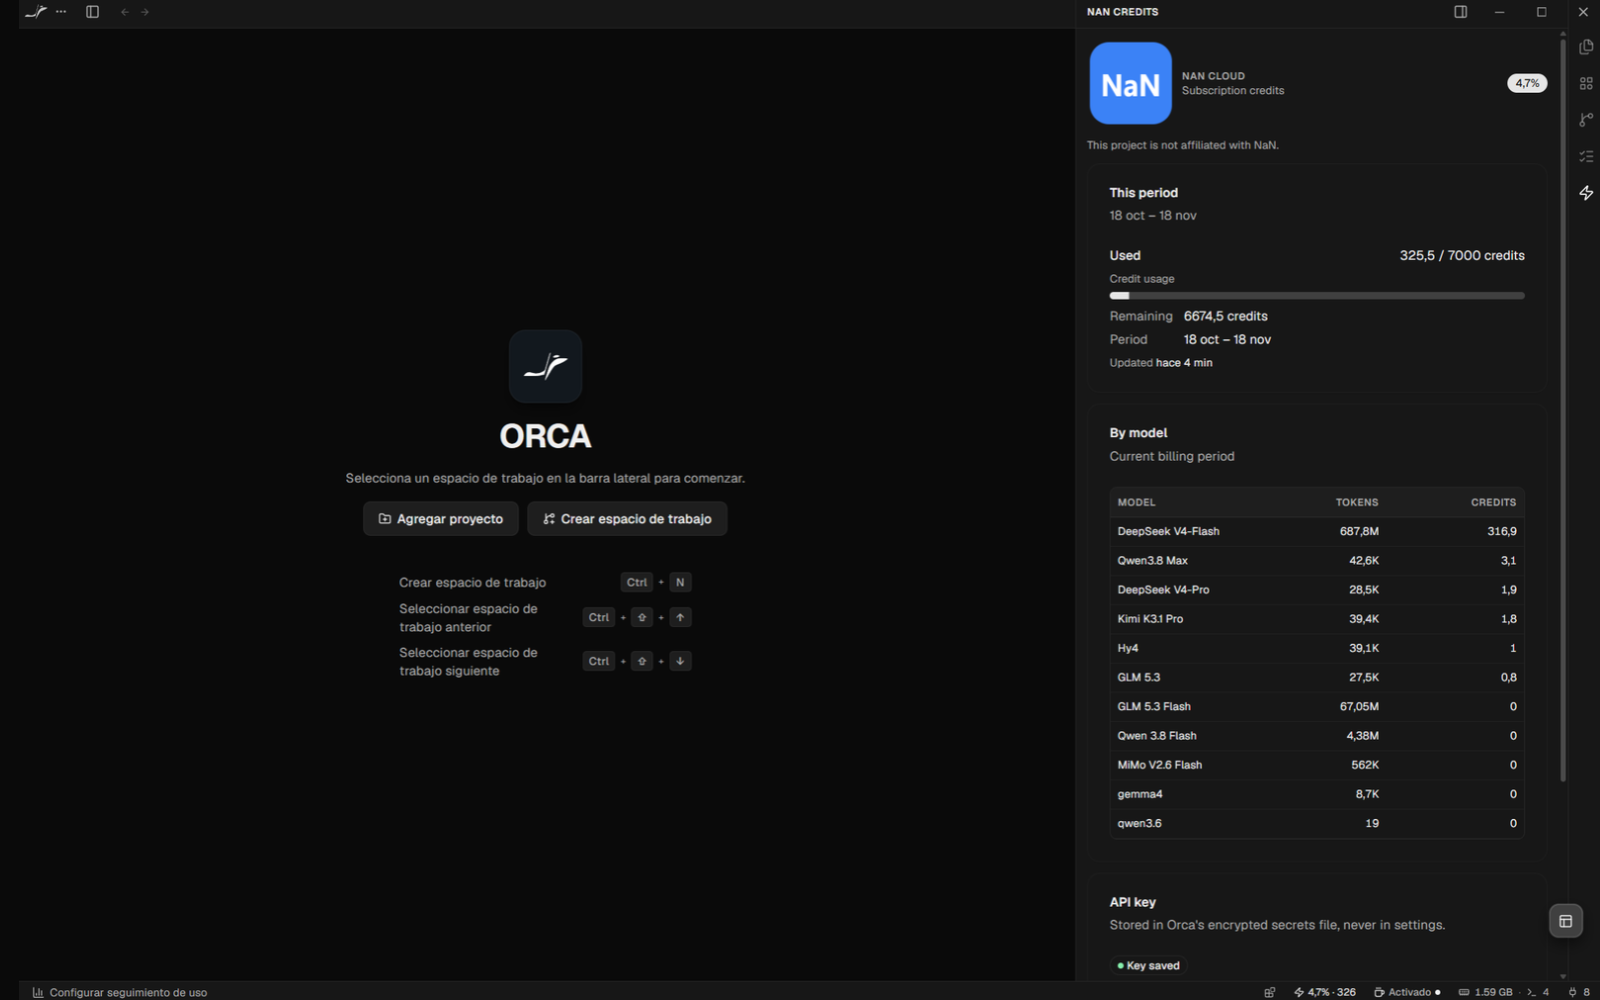 NAN CREDITS
NaN
NAN CLOUD
Subscription credits
4,7%
This project is not affiliated with NaN.
This period
18 oct – 18 nov
Used
325,5 / 7000 credits
Credit usage
Remaining 6674,5 credits
Period 18 oct – 18 nov
Updated hace 4 min
ORCA
Selecciona un espacio de trabajo en la barra lateral para comenzar.
Agregar proyecto
Crear espacio de trabajo
Crear espacio de trabajo Ctrl + N
Seleccionar espacio de
trabajo anterior
Ctrl + ⇧ + ↑
Seleccionar espacio de
trabajo siguiente
Ctrl + ⇧ + ↓
By model
Current billing period
MODEL TOKENS CREDITS
DeepSeek V4-Flash 687,8M 316,9
Qwen3.8 Max 42,6K 3,1
DeepSeek V4-Pro 28,5K 1,9
Kimi K3.1 Pro 39,4K 1,8
Hy4 39,1K 1
GLM 5.3 27,5K 0,8
GLM 5.3 Flash 67,05M 0
Qwen 3.8 Flash 4,38M 0
MiMo V2.6 Flash 562K 0
gemma4 8,7K 0
qwen3.6 19 0
API key
Stored in Orca's encrypted secrets file, never in settings.
Key saved
Configurar seguimiento de uso
4,7% · 326
Activado
1.59 GB · 4
8